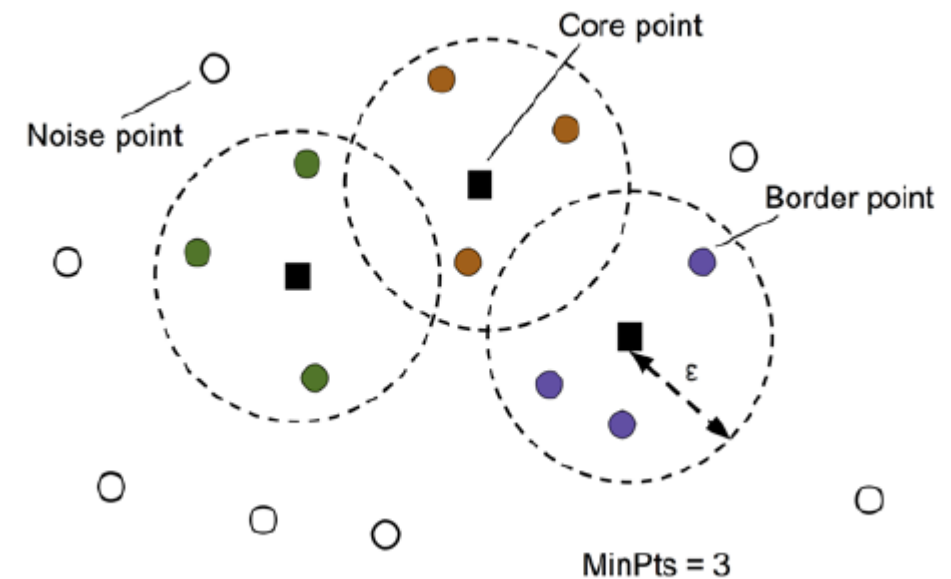 Core point
Noise point
Border point
ε
MinPts = 3